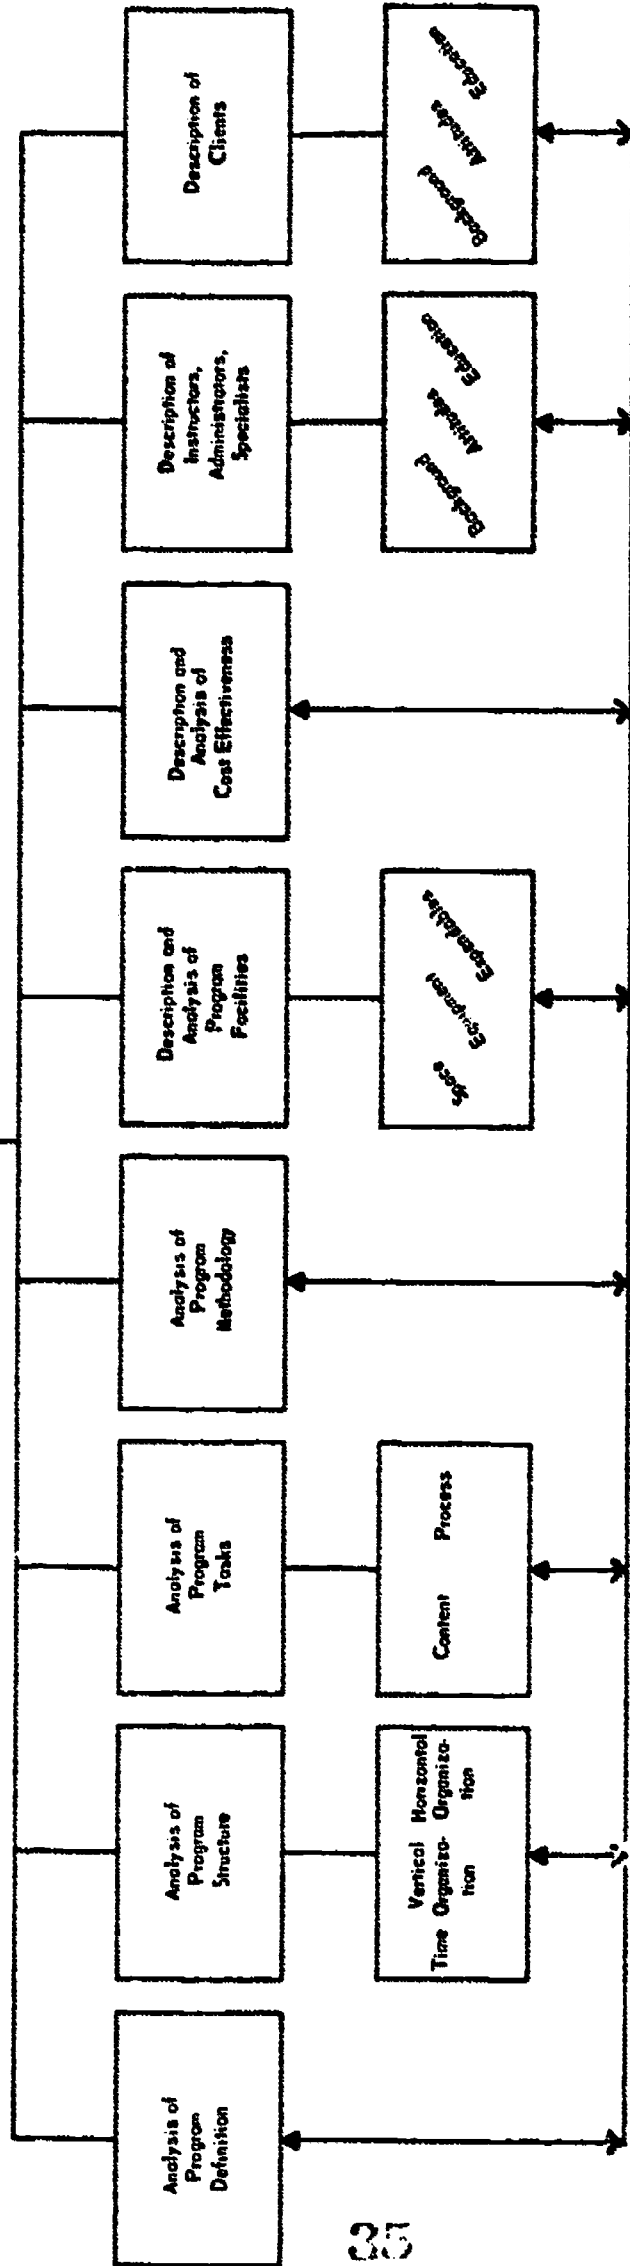 Analysis of
Program
Definition
Analysis of
Program
Structure
Analysis of
Program
Tasks
Analysis of
Program
Methodology
Description and
Analysis of
Program
Facilities
Description and
Analysis of
Cost Effectiveness
Description of
Instructors,
Administrators,
Specialists
Description of
Clients
Time
Vertical
Organiza-
tion
Horizontal
Organiza-
tion
Content
Process
Space
Equipment
Expendables
Background
Attitudes
Education
Background
Attitudes
Education
35